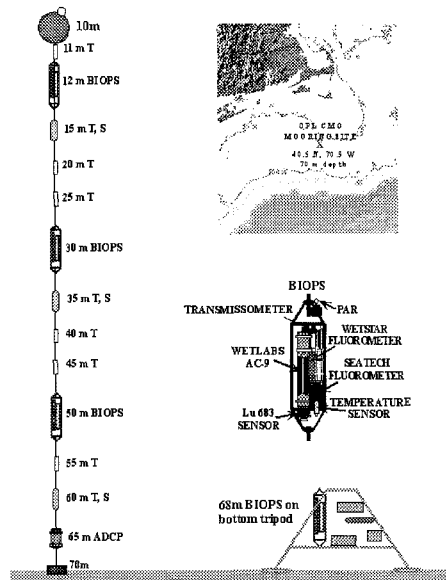 10m
11 m T
12 m BIOPS
15 m T, S
20 m T
25 m T
30 m BIOPS
35 m T, S
40 m T
45 m T
50 m BIOPS
55 m T
60 m T, S
65 m ADCP
70m
OPL CMO
MOORING SITE
X
40.5 N, 70.5 W
70 m depth
BIOPS
TRANSMISSOMETER
PAR
WETSTAR
FLUOROMETER
WETLABS
AC-9
SEATECH
FLUOROMETER
Lu 683
SENSOR
TEMPERATURE
SENSOR
68m BIOPS on
bottom tripod